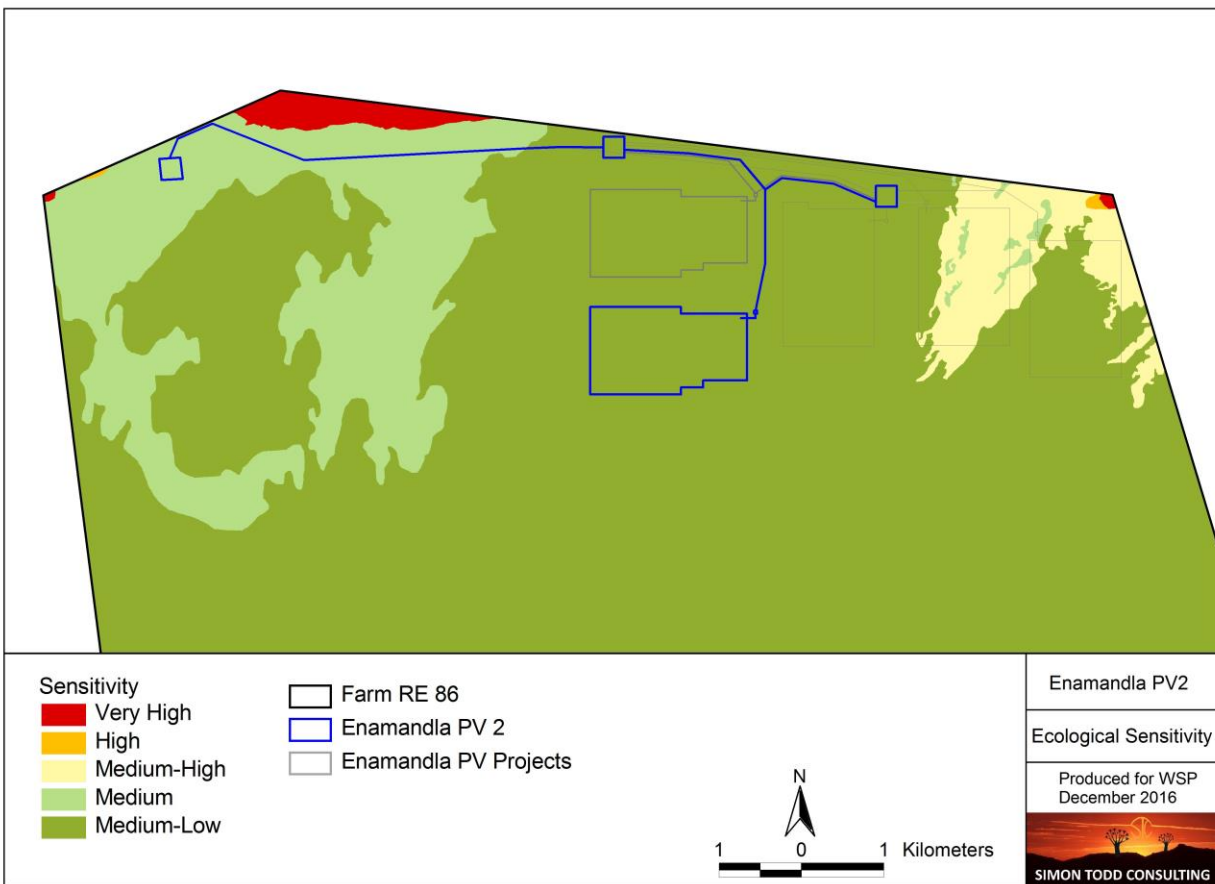 Sensitivity
Very High
High
Medium-High
Medium
Medium-Low
Farm RE 86
Enamandla PV 2
Enamandla PV Projects
N
1 0 1 Kilometers
Enamandla PV2
Ecological Sensitivity
Produced for WSP
December 2016
SIMON TODD CONSULTING